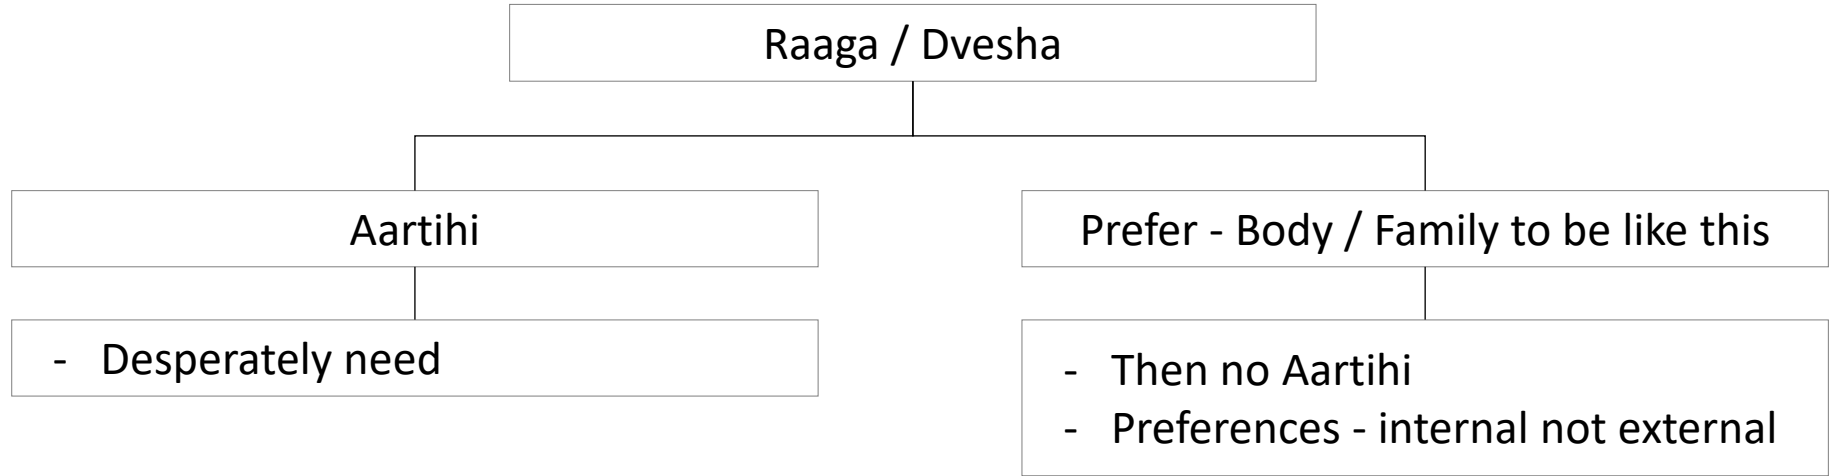 Raaga / Dvesha
Aartihi
Prefer - Body / Family to be like this
- Desperately need
- Then no Aartihi
- Preferences - internal not external